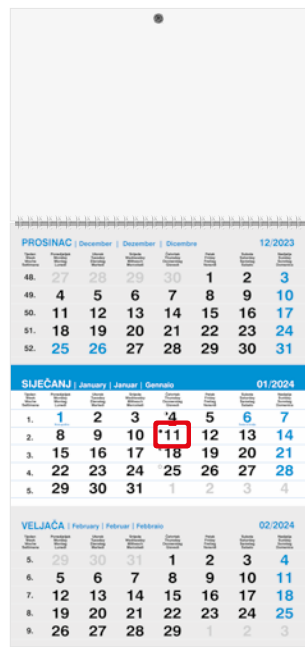 PROSINAC | December | Dezember | Dicembre 12/2023
48. 27 28 29 30 1 2 3
49. 4 5 6 7 8 9 10
50. 11 12 13 14 15 16 17
51. 18 19 20 21 22 23 24
52. 25 26 27 28 29 30 31
SIJEČANJ | January | Januar | Gennaio 01/2024
1. 1 2 3 4 5 6 7
2. 8 9 10 11 12 13 14
3. 15 16 17 18 19 20 21
4. 22 23 24 25 26 27 28
5. 29 30 31 1 2 3 4
VELJAČA | February | Februar | Febbraio 02/2024
5. 29 30 31 1 2 3 4
6. 5 6 7 8 9 10 11
7. 12 13 14 15 16 17 18
8. 19 20 21 22 23 24 25
9. 26 27 28 29 1 2 3